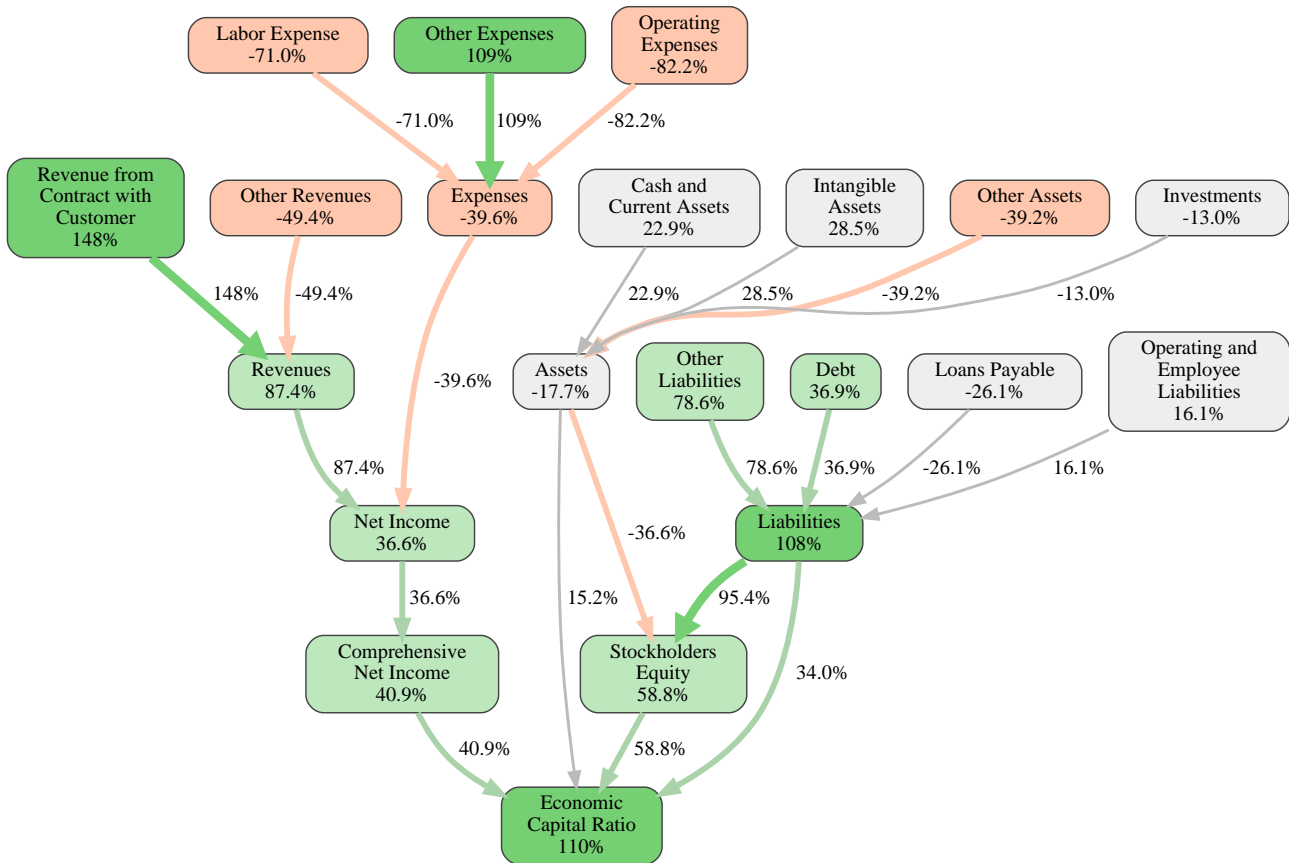 Labor Expense
-71.0%
Other Expenses
109%
Operating
Expenses
-82.2%
-71.0%
109%
-82.2%
Revenue from
Contract with
Customer
148%
Other Revenues
-49.4%
Expenses
-39.6%
Cash and
Current Assets
22.9%
Intangible
Assets
28.5%
Other Assets
-39.2%
Investments
-13.0%
148%
-49.4%
22.9%
28.5%
-39.2%
-13.0%
Revenues
87.4%
-39.6%
Assets
-17.7%
Other
Liabilities
78.6%
Debt
36.9%
Loans Payable
-26.1%
Operating and
Employee
Liabilities
16.1%
87.4%
78.6%
36.9%
-26.1%
16.1%
Net Income
36.6%
-36.6%
Liabilities
108%
36.6%
15.2%
95.4%
Comprehensive
Net Income
40.9%
Stockholders
Equity
58.8%
34.0%
40.9%
58.8%
Economic
Capital Ratio
110%